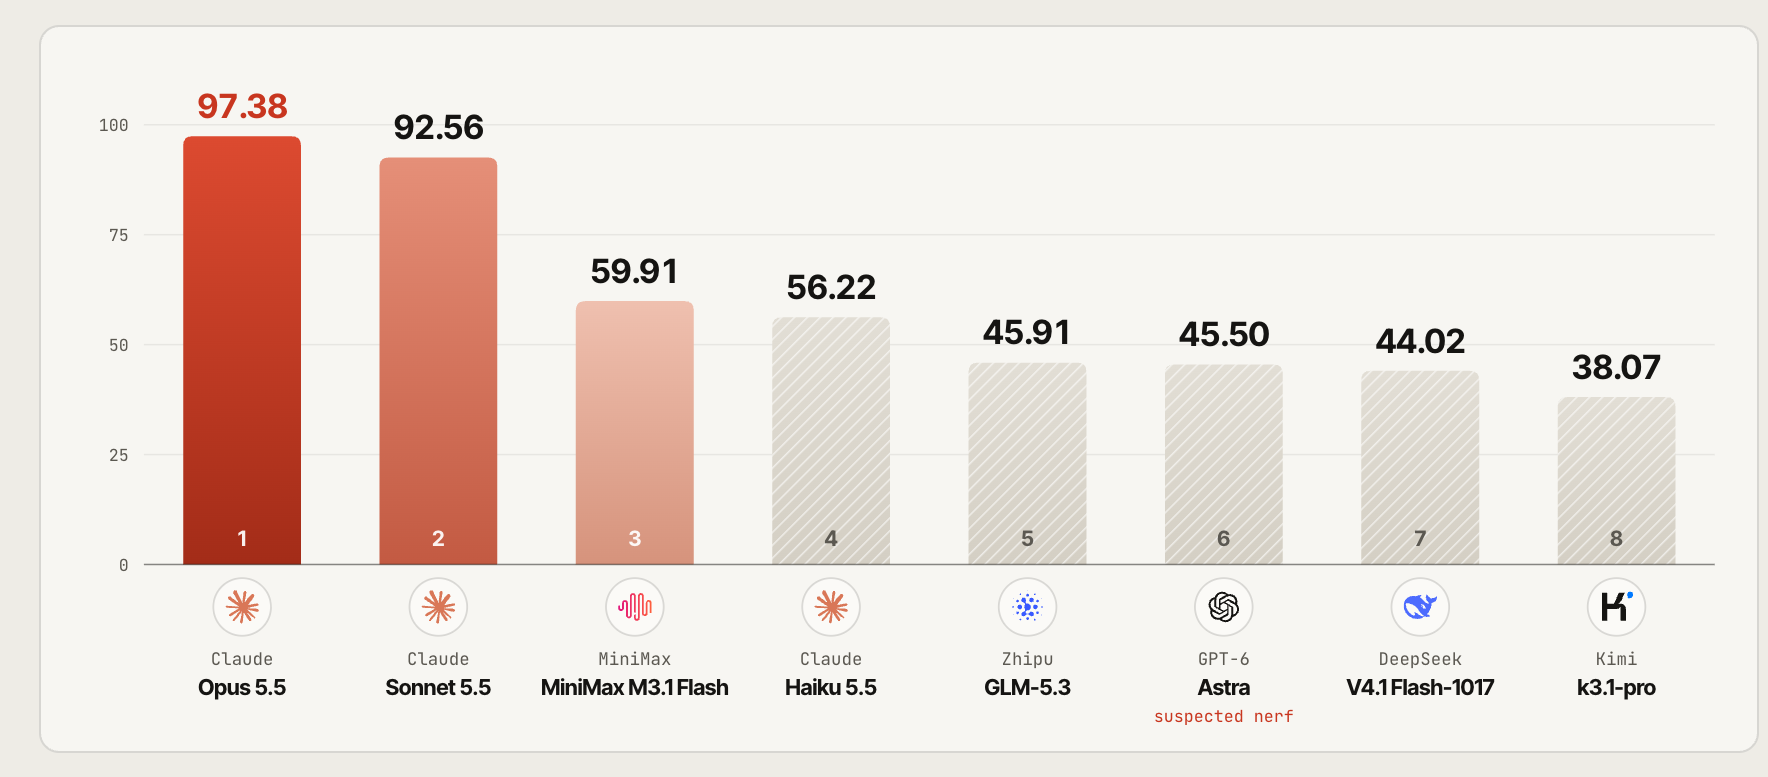 97.38
92.56
59.91
56.22
45.91
45.50
44.02
38.07
100
75
50
25
0
1 2 3 4 5 6 7 8
Claude
Opus 5.5
Claude
Sonnet 5.5
MiniMax
MiniMax M3.1 Flash
Claude
Haiku 5.5
Zhipu
GLM-5.3
GPT-6
Astra
suspected nerf
DeepSeek
V4.1 Flash-1017
Kimi
k3.1-pro